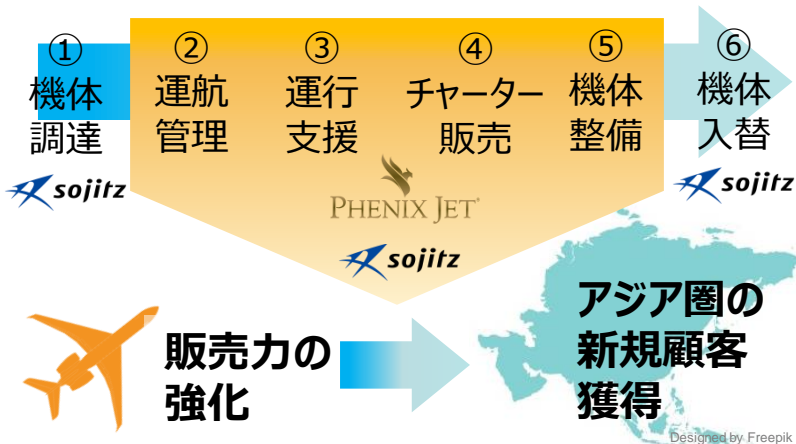 ①
機体
調達
sojitz
②
運航
管理
③
運行
支援
④
チャーター
販売
⑤
機体
整備
⑥
機体
入替
sojitz
PHENIX JET
sojitz
販売力の
強化
アジア圏の
新規顧客
獲得
Designed by Freepik